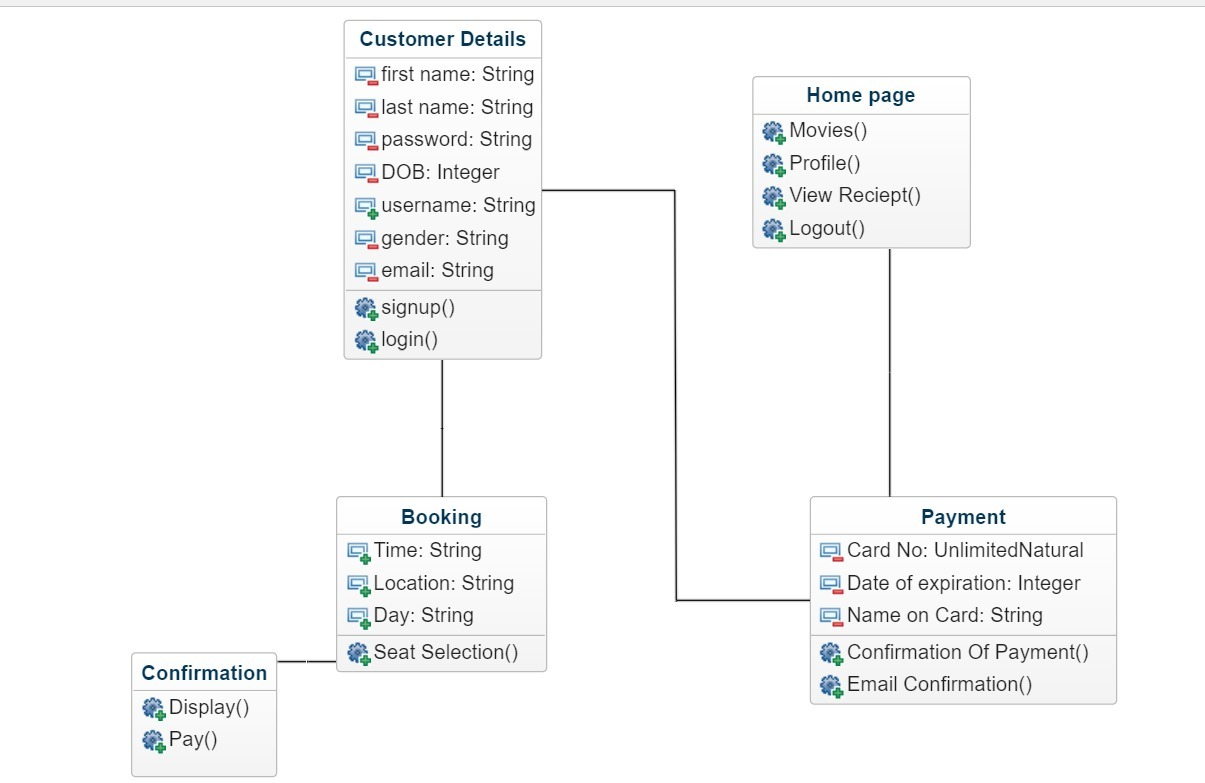 Customer Details
first name: String
last name: String
password: String
DOB: Integer
username: String
gender: String
email: String
signup()
login()
Home page
Movies()
Profile()
View Reciept()
Logout()
Booking
Time: String
Location: String
Day: String
Seat Selection()
Payment
Card No: UnlimitedNatural
Date of expiration: Integer
Name on Card: String
Confirmation Of Payment()
Email Confirmation()
Confirmation
Display()
Pay()